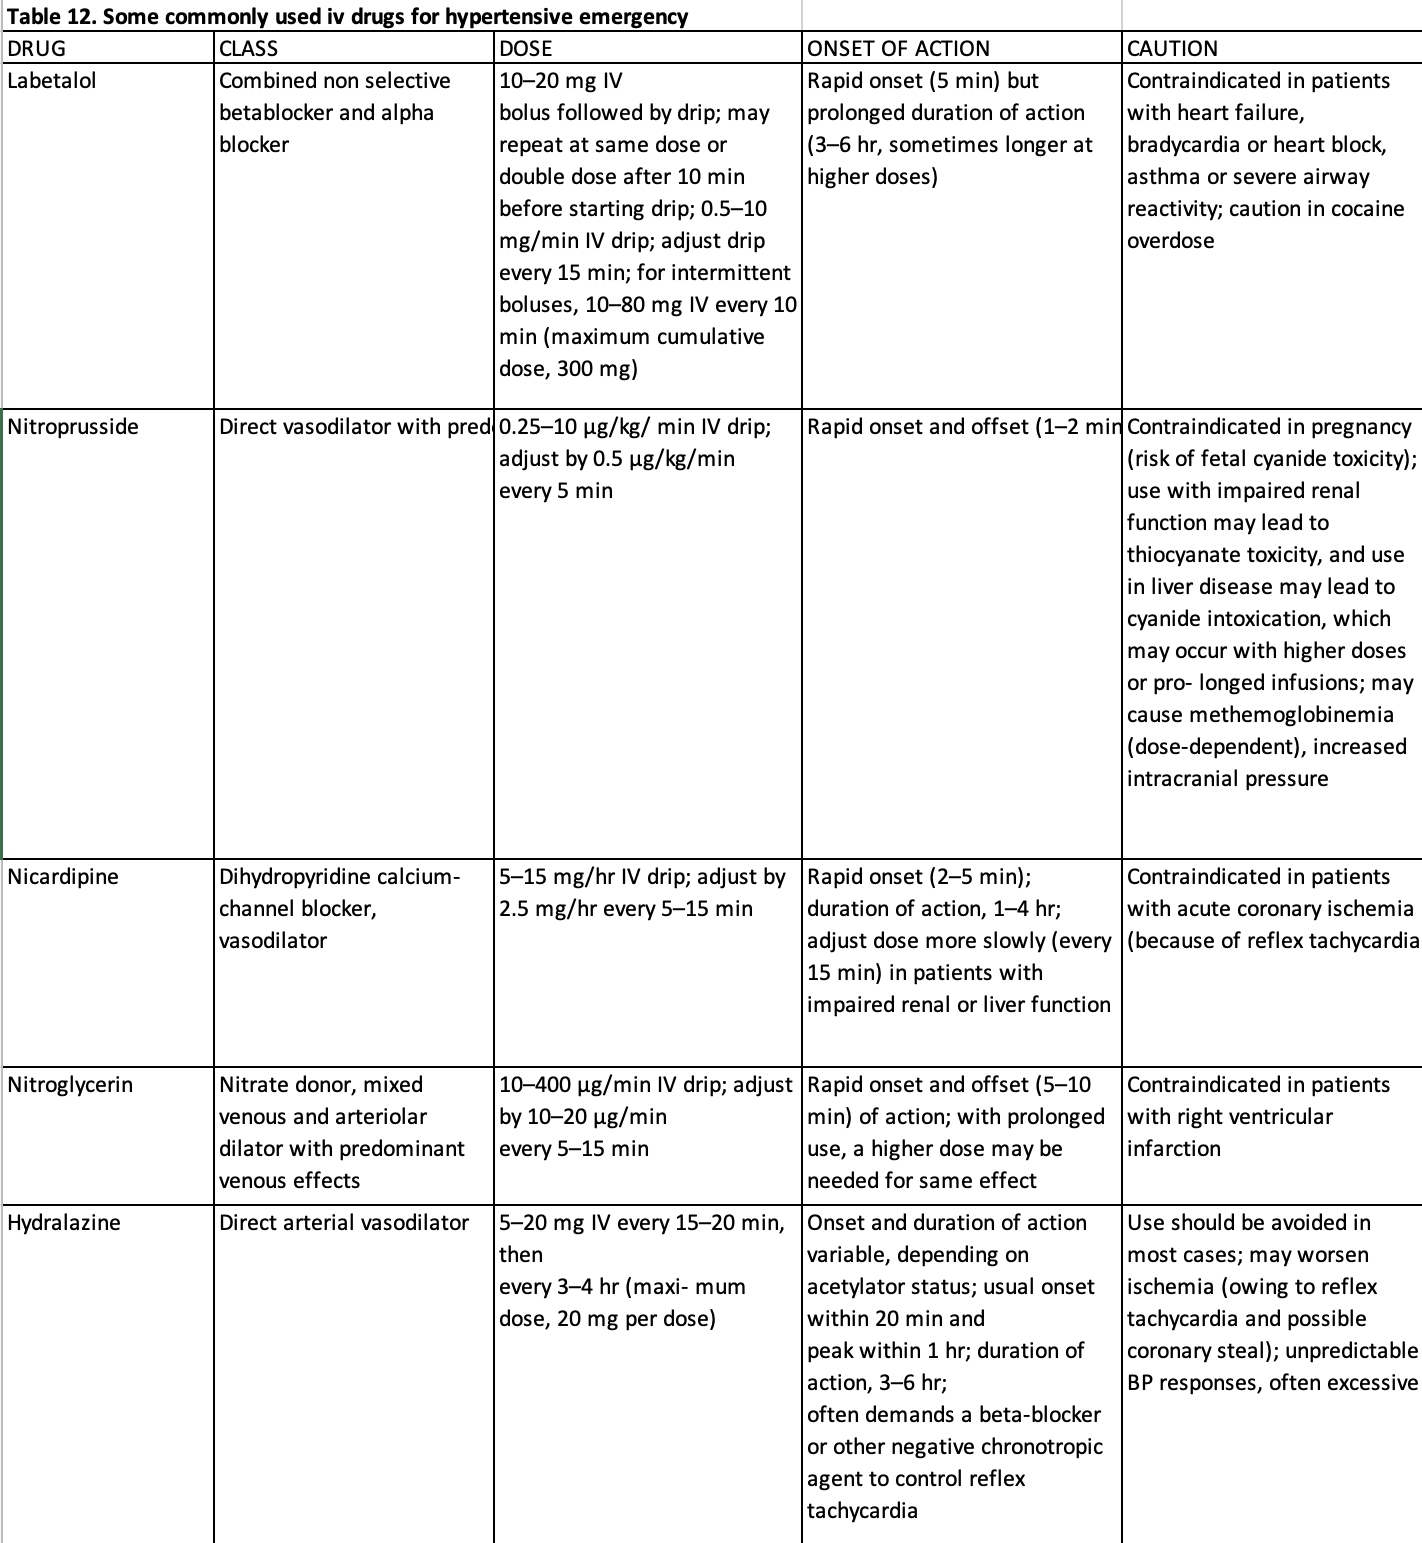 Table 12. Some commonly used iv drugs for hypertensive emergency
DRUG
CLASS
DOSE
ONSET OF ACTION
CAUTION
Labetalol
Combined non selective
betablocker and alpha
blocker
10–20 mg IV
bolus followed by drip; may
repeat at same dose or
double dose after 10 min
before starting drip; 0.5–10
mg/min IV drip; adjust drip
every 15 min; for intermittent
boluses, 10–80 mg IV every 10
min (maximum cumulative
dose, 300 mg)
Rapid onset (5 min) but
prolonged duration of action
(3–6 hr, sometimes longer at
higher doses)
Contraindicated in patients
with heart failure,
bradycardia or heart block,
asthma or severe airway
reactivity; caution in cocaine
overdose
Nitroprusside
Direct vasodilator with pred
0.25–10 µg/kg/ min IV drip;
adjust by 0.5 µg/kg/min
every 5 min
Rapid onset and offset (1–2 min
Contraindicated in pregnancy
(risk of fetal cyanide toxicity);
use with impaired renal
function may lead to
thiocyanate toxicity, and use
in liver disease may lead to
cyanide intoxication, which
may occur with higher doses
or pro- longed infusions; may
cause methemoglobinemia
(dose-dependent), increased
intracranial pressure
Nicardipine
Dihydropyridine calcium-
channel blocker,
vasodilator
5–15 mg/hr IV drip; adjust by
2.5 mg/hr every 5–15 min
Rapid onset (2–5 min);
duration of action, 1–4 hr;
adjust dose more slowly (every
15 min) in patients with
impaired renal or liver function
Contraindicated in patients
with acute coronary ischemia
(because of reflex tachycardia
Nitroglycerin
Nitrate donor, mixed
venous and arteriolar
dilator with predominant
venous effects
10–400 µg/min IV drip; adjust
by 10–20 µg/min
every 5–15 min
Rapid onset and offset (5–10
min) of action; with prolonged
use, a higher dose may be
needed for same effect
Contraindicated in patients
with right ventricular
infarction
Hydralazine
Direct arterial vasodilator
5–20 mg IV every 15–20 min,
then
every 3–4 hr (maxi- mum
dose, 20 mg per dose)
Onset and duration of action
variable, depending on
acetylator status; usual onset
within 20 min and
peak within 1 hr; duration of
action, 3–6 hr;
often demands a beta-blocker
or other negative chronotropic
agent to control reflex
tachycardia
Use should be avoided in
most cases; may worsen
ischemia (owing to reflex
tachycardia and possible
coronary steal); unpredictable
BP responses, often excessive